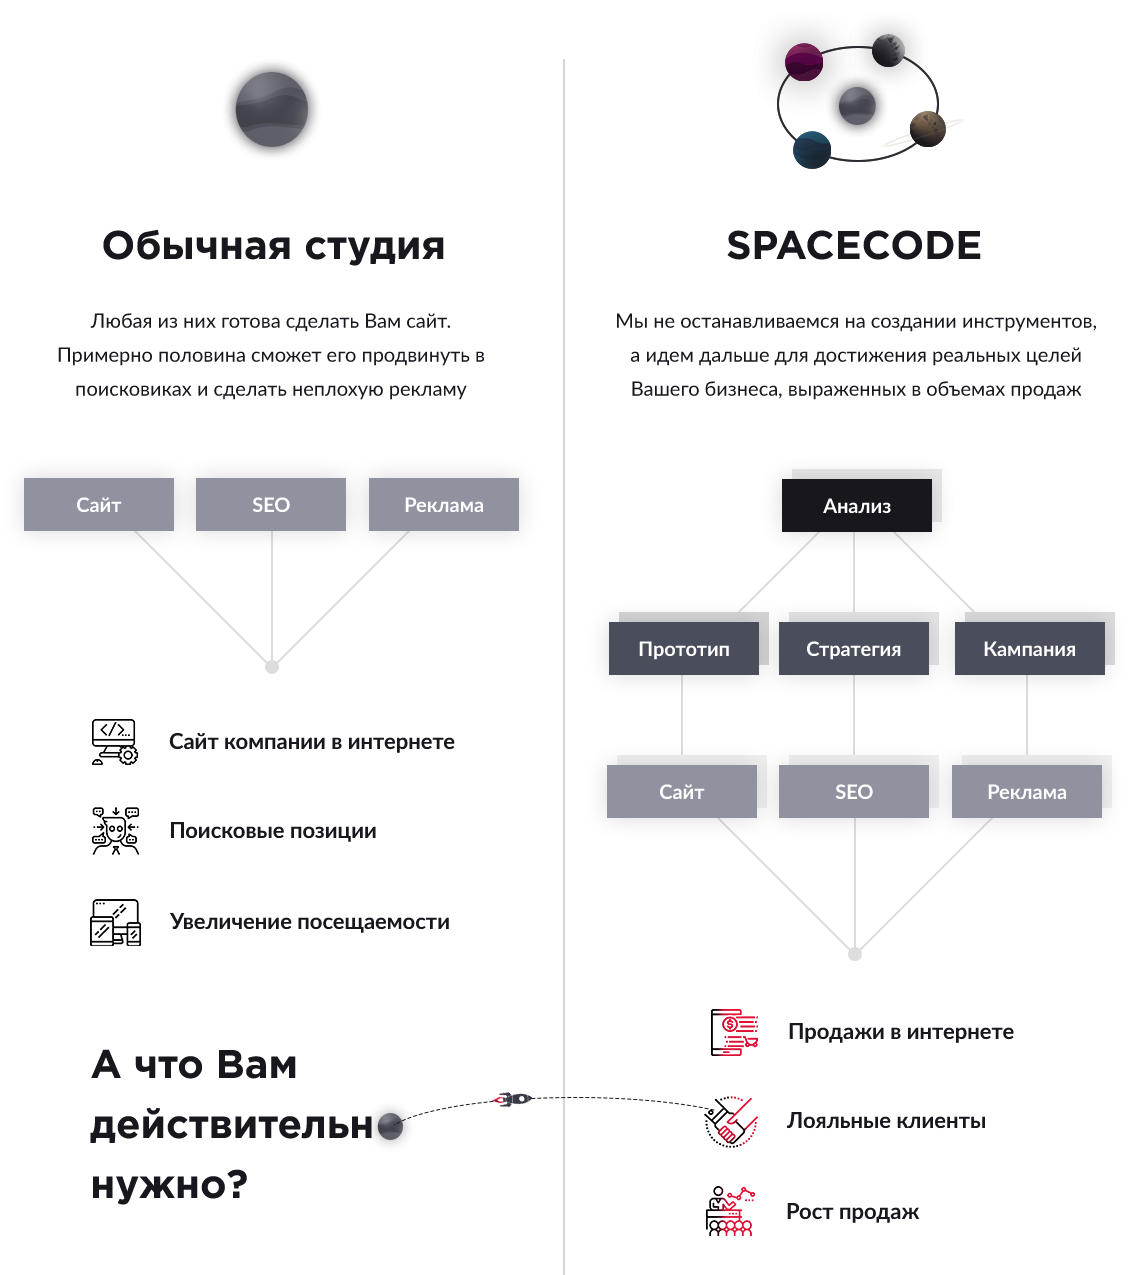 Обычная студия
Любая из них готова сделать Вам сайт.
Примерно половина сможет его продвинуть в
поисковиках и сделать неплохую рекламу
Сайт
SEO
Реклама
Сайт компании в интернете
Поисковые позиции
Увеличение посещаемости
А что Вам
действительн
нужно?
SPACECODE
Мы не останавливаемся на создании инструментов,
а идем дальше для достижения реальных целей
Вашего бизнеса, выраженных в объемах продаж
Анализ
Прототип
Стратегия
Кампания
Сайт
SEO
Реклама
Продажи в интернете
Лояльные клиенты
Рост продаж